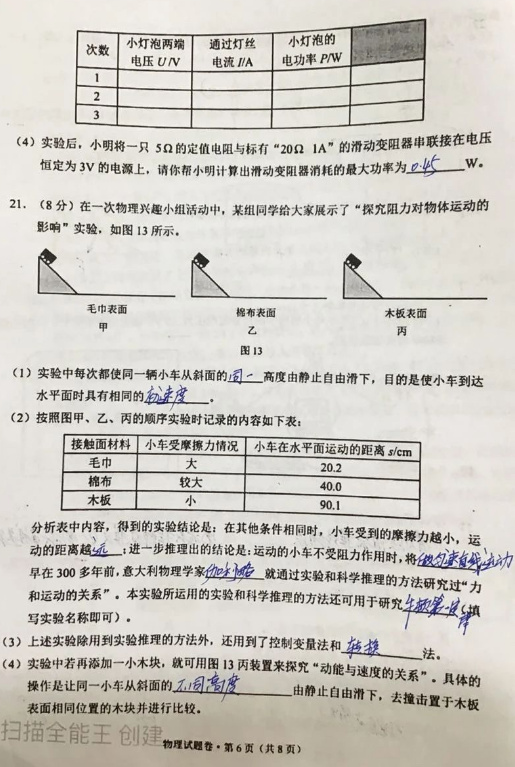 次数 小灯泡两端电压 U/V 通过灯丝电流 I/A 小灯泡的电功率 P/W
1
2
3
（4）实验后，小明将一只 5Ω的定值电阻与标有“20Ω 1A”的滑动变阻器串联接在电压
恒定为 3V 的电源上，请你帮小明计算出滑动变阻器消耗的最大功率为 0.45 W。
21.（8 分）在一次物理兴趣小组活动中，某组同学给大家展示了“探究阻力对物体运动的
影响”实验，如图 13 所示。
毛巾表面 棉布表面 木板表面
甲 乙 丙
图 13
（1）实验中每次都使同一辆小车从斜面的 同一 高度由静止自由滑下，目的是使小车到达
水平面时具有相同的 初速度 。
（2）按照图甲、乙、丙的顺序实验时记录的内容如下表：
接触面材料 小车受摩擦力情况 小车在水平面运动的距离 s/cm
毛巾 大 20.2
棉布 较大 40.0
木板 小 90.1
分析表中内容，得到的实验结论是：在其他条件相同时，小车受到的摩擦力越小，运
动的距离越 远 ；进一步推理出的结论是：运动的小车不受阻力作用时，将 做匀速直线运动
早在 300 多年前，意大利物理学家 伽利略 就通过实验和科学推理的方法研究过“力
和运动的关系”。本实验所运用的实验和科学推理的方法还可用于研究 牛顿第一定律（填
写实验名称即可）。
（3）上述实验除用到实验推理的方法外，还用到了控制变量法和 转换 法。
（4）实验中若再添加一小木块，就可用图 13 丙装置来探究“动能与速度的关系”。具体的
操作是让同一小车从斜面的 不同高度 由静止自由滑下，去撞击置于木板
表面相同位置的木块并进行比较。
扫描全能王 创建
物理试题卷·第 6 页（共 8 页）